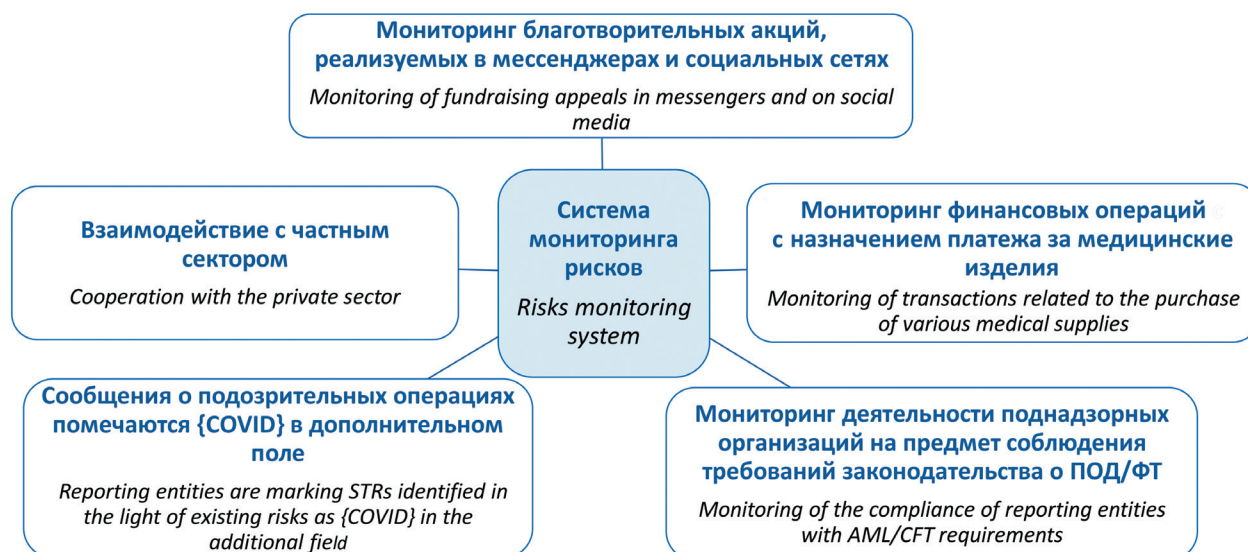 Мониторинг благотворительных акций,
реализуемых в мессенджерах и социальных сетях
Monitoring of fundraising appeals in messengers and on social
media
Взаимодействие с частным
сектором
Cooperation with the private sector
Система
мониторинга
рисков
Risks monitoring
system
Мониторинг финансовых операций
с назначением платежа за медицинские
изделия
Monitoring of transactions related to the purchase
of various medical supplies
Сообщения о подозрительных операциях
помечаются {COVID} в дополнительном
поле
Reporting entities are marking STRs identified in
the light of existing risks as {COVID} in the
additional field
Мониторинг деятельности поднадзорных
организаций на предмет соблюдения
требований законодательства о ПОД/ФТ
Monitoring of the compliance of reporting entities
with AML/CFT requirements